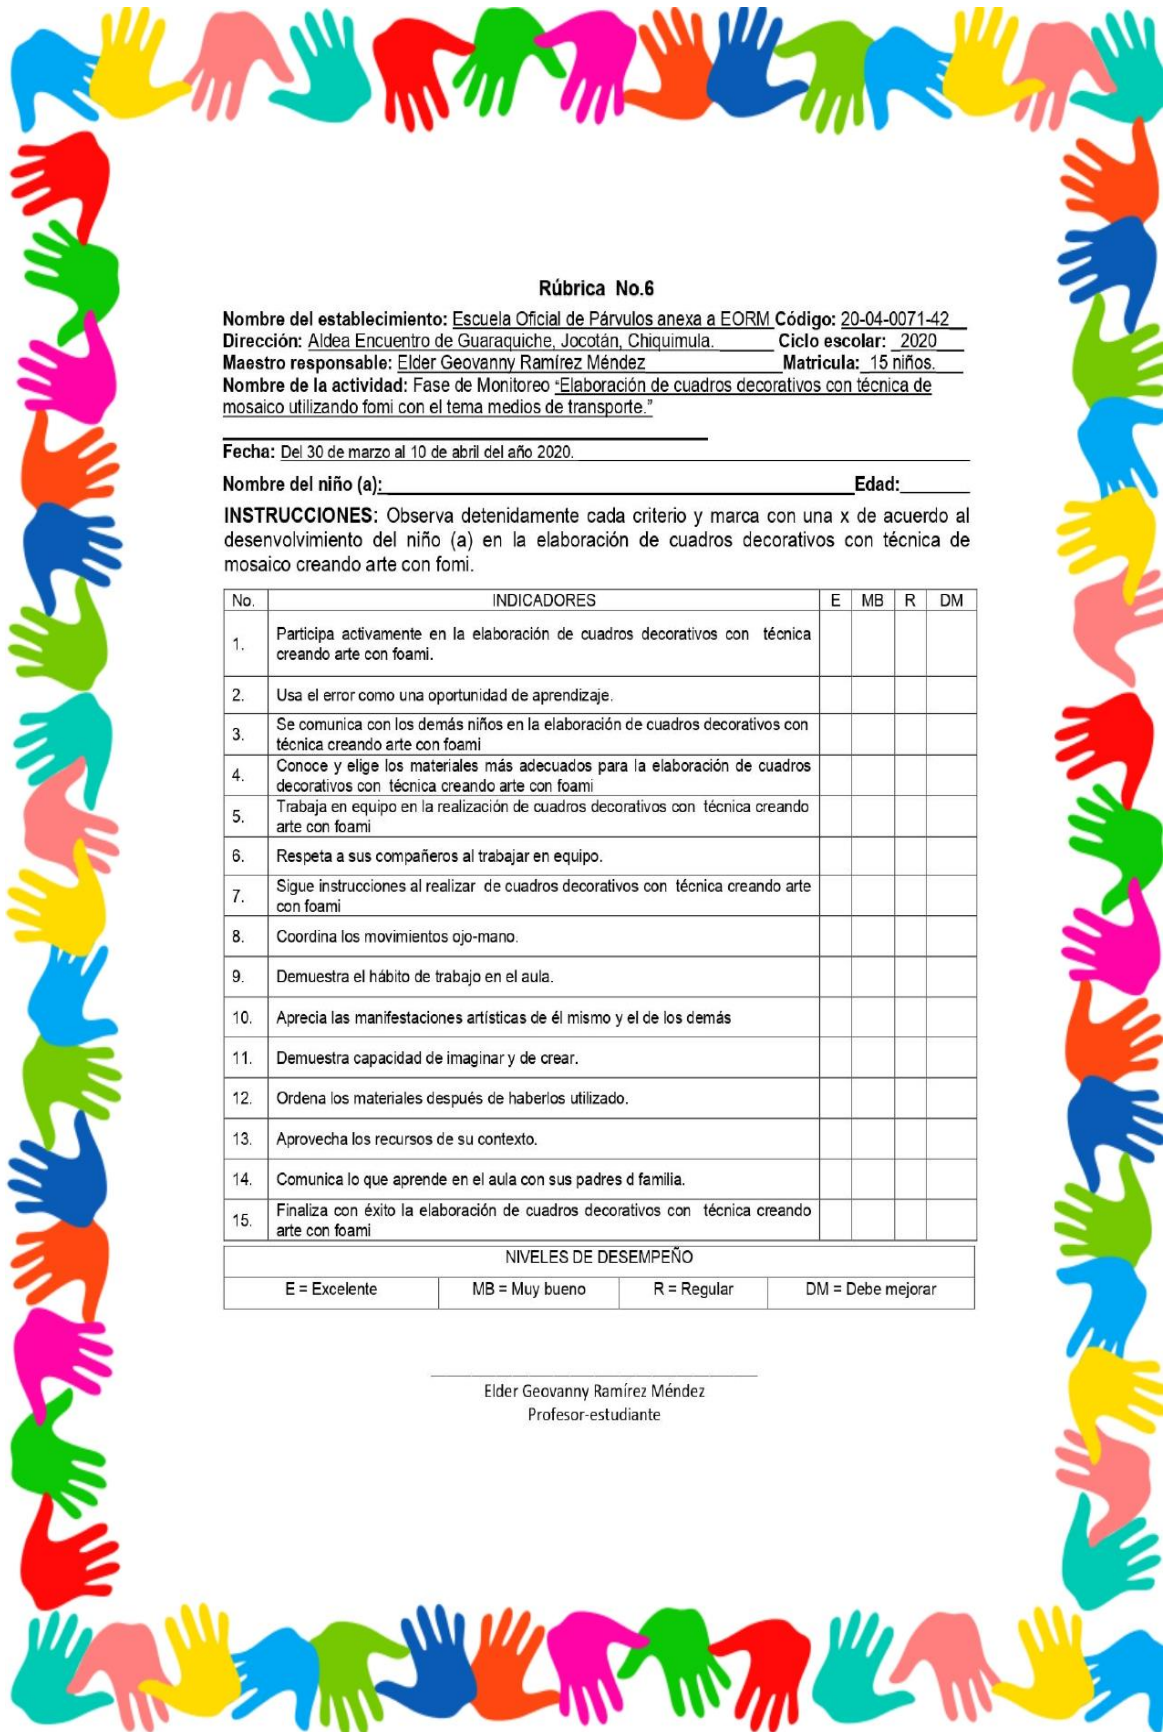 Rúbrica No.6
Nombre del establecimiento: Escuela Oficial de Párvulos anexa a EORM Código: 20-04-0071-42
Dirección: Aldea Encuentro de Guaraquiche, Jocotán, Chiquimula. Ciclo escolar: 2020
Maestro responsable: Elder Geovanny Ramírez Méndez Matricula: 15 niños.
Nombre de la actividad: Fase de Monitoreo “Elaboración de cuadros decorativos con técnica de
mosaico utilizando fomi con el tema medios de transporte.”
Fecha: Del 30 de marzo al 10 de abril del año 2020.
Nombre del niño (a): Edad:
INSTRUCCIONES: Observa detenidamente cada criterio y marca con una x de acuerdo al
desenvolvimiento del niño (a) en la elaboración de cuadros decorativos con técnica de
mosaico creando arte con fomi.
No. INDICADORES E MB R DM
1. Participa activamente en la elaboración de cuadros decorativos con técnica
creando arte con foami.
2. Usa el error como una oportunidad de aprendizaje.
3. Se comunica con los demás niños en la elaboración de cuadros decorativos con
técnica creando arte con foami
4. Conoce y elige los materiales más adecuados para la elaboración de cuadros
decorativos con técnica creando arte con foami
5. Trabaja en equipo en la realización de cuadros decorativos con técnica creando
arte con foami
6. Respeta a sus compañeros al trabajar en equipo.
7. Sigue instrucciones al realizar de cuadros decorativos con técnica creando arte
con foami
8. Coordina los movimientos ojo-mano.
9. Demuestra el hábito de trabajo en el aula.
10. Aprecia las manifestaciones artísticas de él mismo y el de los demás
11. Demuestra capacidad de imaginar y de crear.
12. Ordena los materiales después de haberlos utilizado.
13. Aprovecha los recursos de su contexto.
14. Comunica lo que aprende en el aula con sus padres d familia.
15. Finaliza con éxito la elaboración de cuadros decorativos con técnica creando
arte con foami
NIVELES DE DESEMPEÑO
E = Excelente MB = Muy bueno R = Regular DM = Debe mejorar
Elder Geovanny Ramírez Méndez
Profesor-estudiante